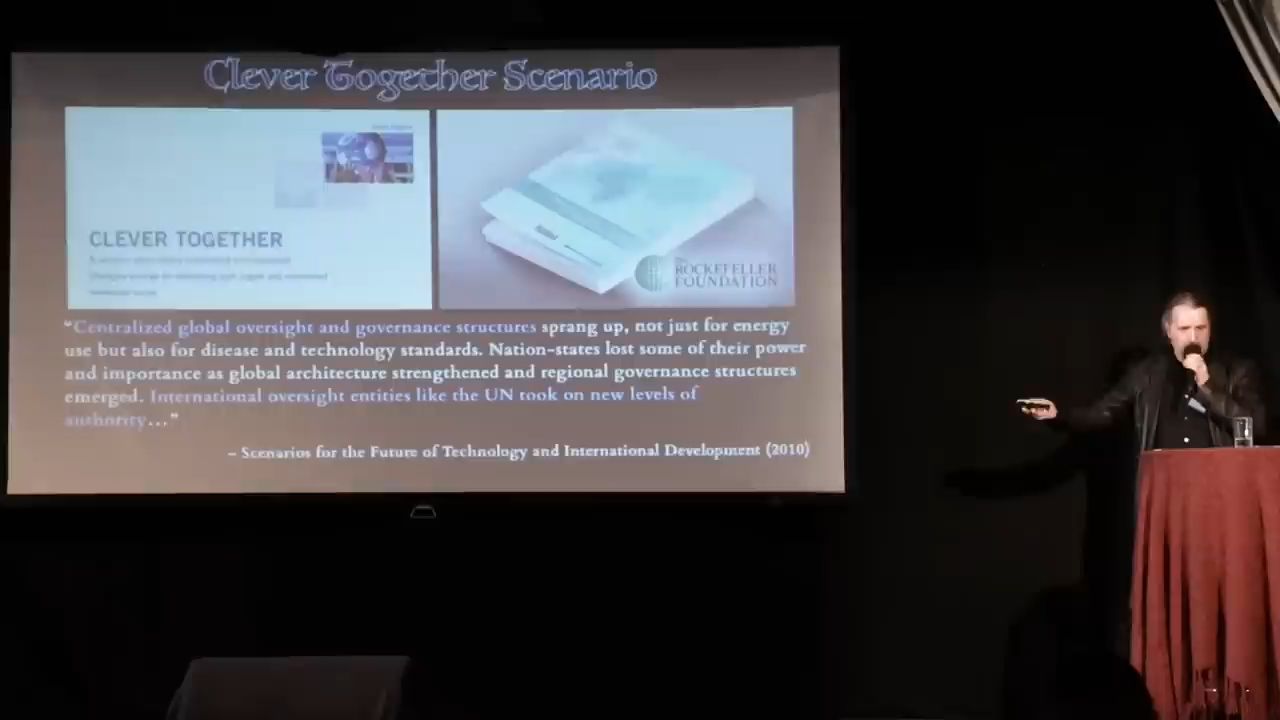 Clever Together Scenario
CLEVER TOGETHER
The
ROCKEFELLER
FOUNDATION
“Centralized global oversight and governance structures sprang up, not just for energy
use but also for disease and technology standards. Nation-states lost some of their power
and importance as global architecture strengthened and regional governance structures
emerged. International oversight entities like the UN took on new levels of
authority…”
– Scenarios for the Future of Technology and International Development (2010)